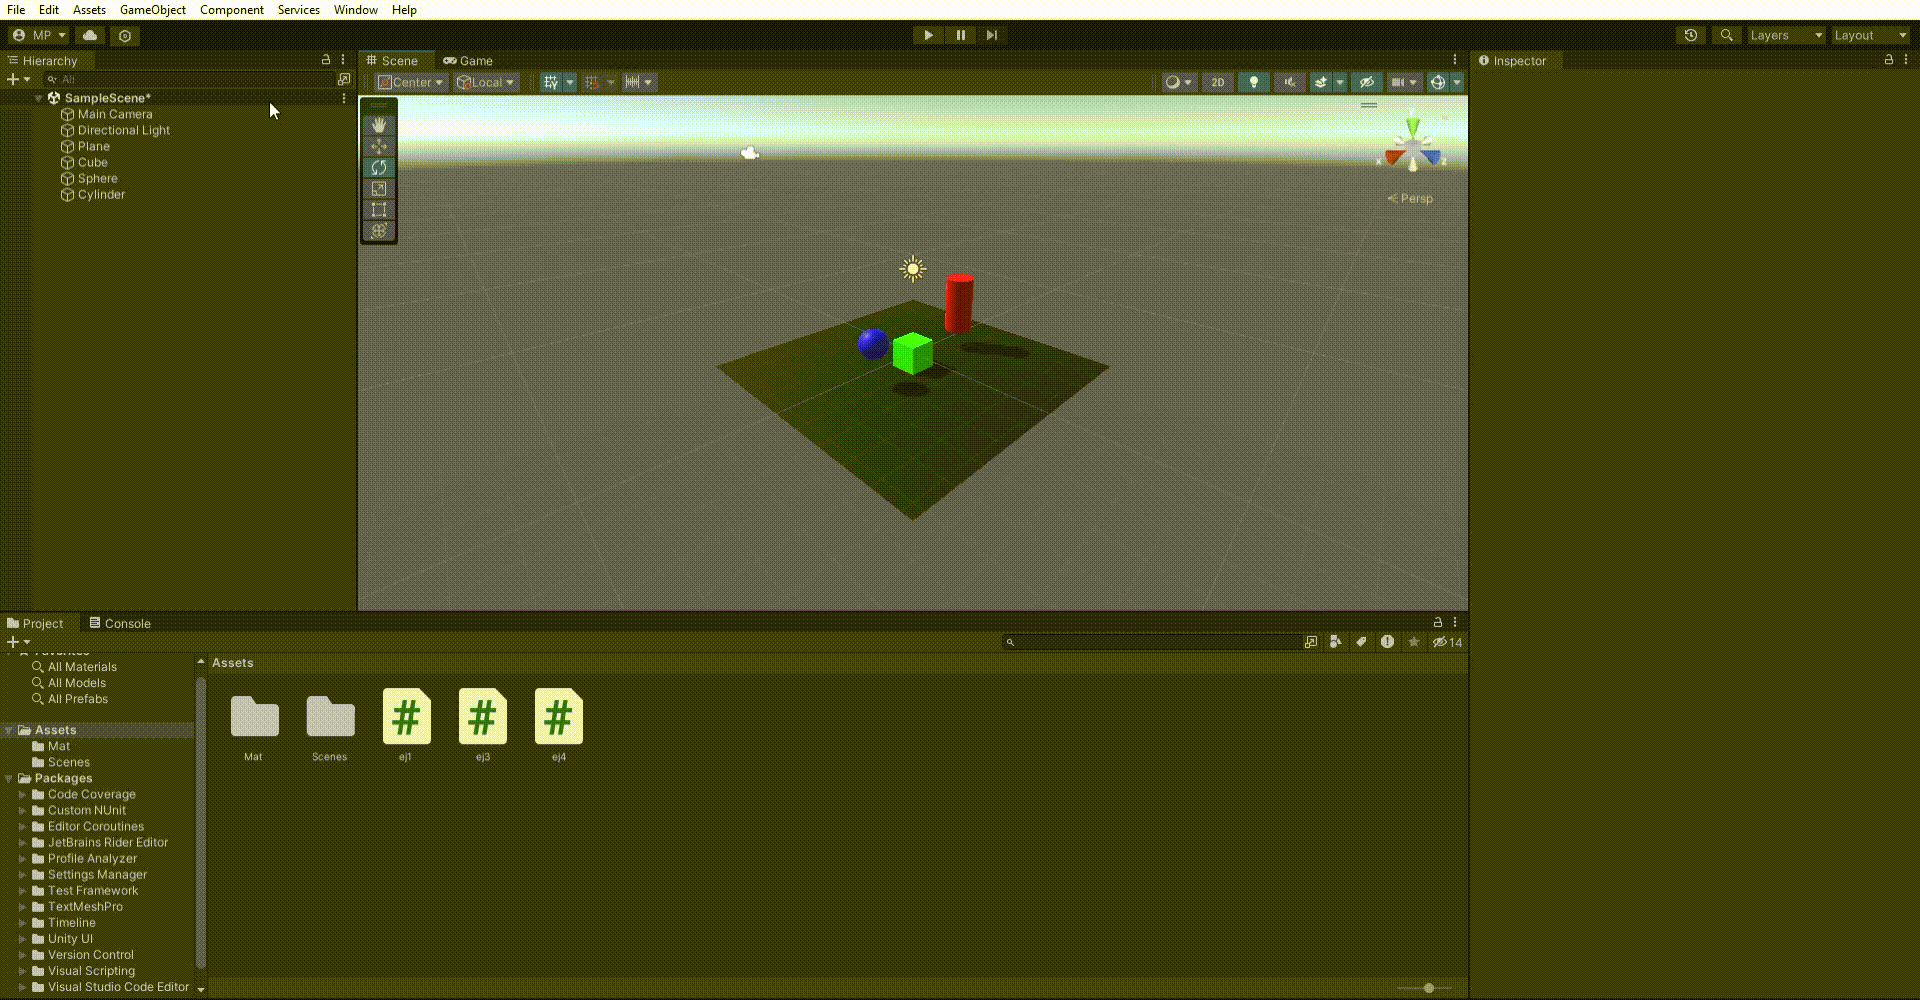 File Edit Assets GameObject Component Services Window Help
MP
Layers Layout
Hierarchy
All
SampleScene*
Main Camera
Directional Light
Plane
Cube
Sphere
Cylinder
Scene Game
Center Local 2D
X Z
Persp
Inspector
Project Console
14
Favorites
All Materials
All Models
All Prefabs
Assets
Mat
Scenes
Packages
Code Coverage
Custom NUnit
Editor Coroutines
JetBrains Rider Editor
Profile Analyzer
Settings Manager
Test Framework
TextMeshPro
Timeline
Unity UI
Version Control
Visual Scripting
Visual Studio Code Editor
Assets
Mat Scenes ej1 ej3 ej4